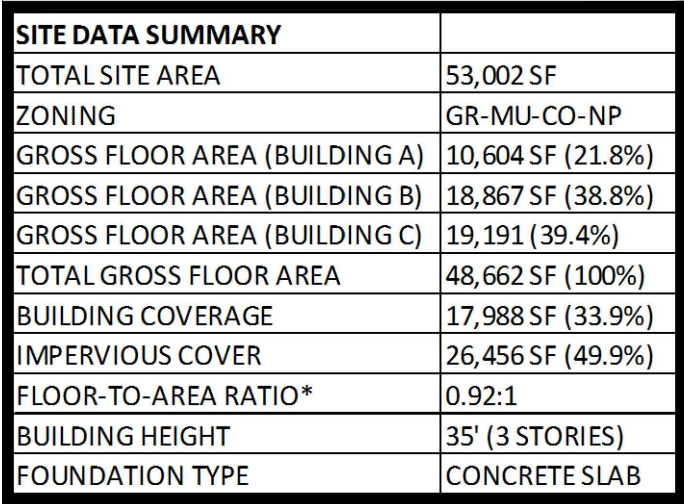 SITE DATA SUMMARY
TOTAL SITE AREA 53,002 SF
ZONING GR-MU-CO-NP
GROSS FLOOR AREA (BUILDING A) 10,604 SF (21.8%)
GROSS FLOOR AREA (BUILDING B) 18,867 SF (38.8%)
GROSS FLOOR AREA (BUILDING C) 19,191 (39.4%)
TOTAL GROSS FLOOR AREA 48,662 SF (100%)
BUILDING COVERAGE 17,988 SF (33.9%)
IMPERVIOUS COVER 26,456 SF (49.9%)
FLOOR-TO-AREA RATIO* 0.92:1
BUILDING HEIGHT 35' (3 STORIES)
FOUNDATION TYPE CONCRETE SLAB